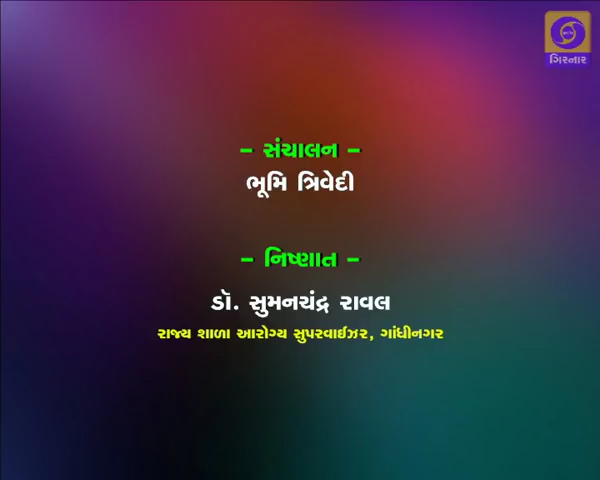 ગિરનાર
– સંચાલન –
ભૂમિ ત્રિવેદી
– નિષ્ણાત –
ડૉ. સુમનચંદ્ર રાવલ
રાજ્ય શાળા આરોગ્ય સુપરવાઈઝર, ગાંધીનગર